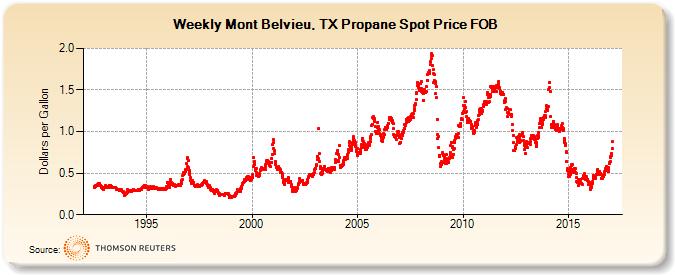 Weekly Mont Belvieu, TX Propane Spot Price FOB
Dollars per Gallon
2.0
1.5
1.0
0.5
0.0
1995 2000 2005 2010 2015
Source: THOMSON REUTERS